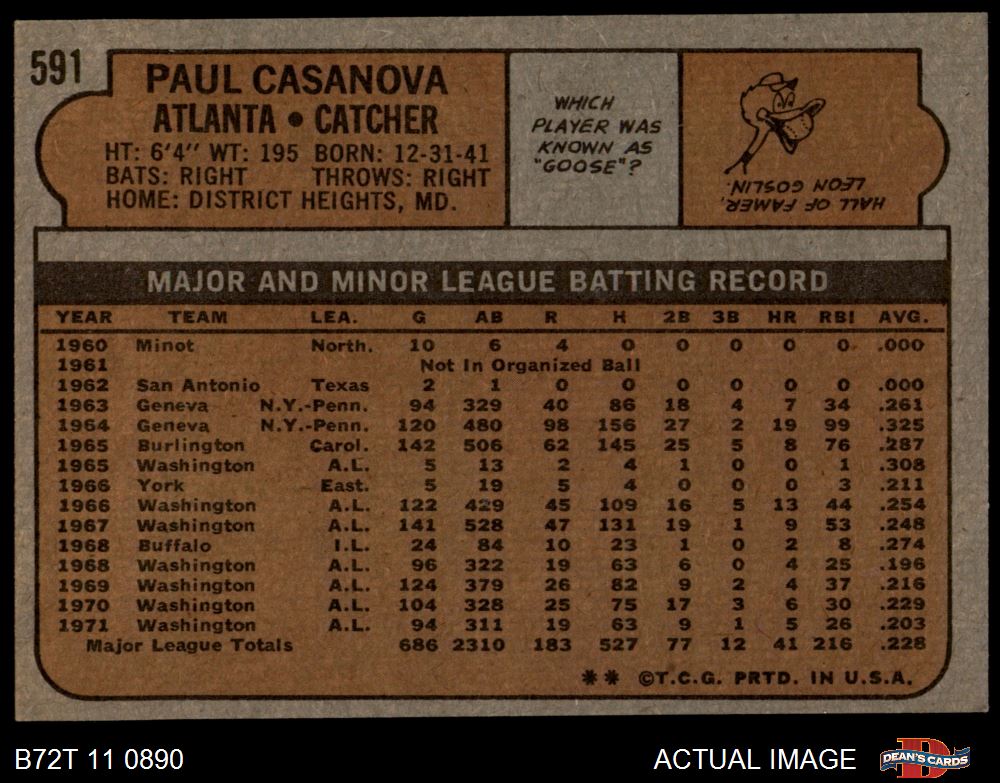 591
PAUL CASANOVA
ATLANTA • CATCHER
HT: 6'4" WT: 195 BORN: 12-31-41
BATS: RIGHT THROWS: RIGHT
HOME: DISTRICT HEIGHTS, MD.
WHICH
PLAYER WAS
KNOWN AS
"GOOSE"?
HALL OF FAMER,
LEON GOSLIN.
MAJOR AND MINOR LEAGUE BATTING RECORD
YEAR TEAM LEA. G AB R H 2B 3B HR RBI AVG.
1960 Minot North. 10 6 4 0 0 0 0 0 .000
1961 Not In Organized Ball
1962 San Antonio Texas 2 1 0 0 0 0 0 0 .000
1963 Geneva N.Y.-Penn. 94 329 40 86 18 4 7 34 .261
1964 Geneva N.Y.-Penn. 120 480 98 156 27 2 19 99 .325
1965 Burlington Carol. 142 506 62 145 25 5 8 76 .287
1965 Washington A.L. 5 13 2 4 1 0 0 1 .308
1966 York East. 5 19 5 4 0 0 0 3 .211
1966 Washington A.L. 122 429 45 109 16 5 13 44 .254
1967 Washington A.L. 141 528 47 131 19 1 9 53 .248
1968 Buffalo I.L. 24 84 10 23 1 0 2 8 .274
1968 Washington A.L. 96 322 19 63 6 0 4 25 .196
1969 Washington A.L. 124 379 26 82 9 2 4 37 .216
1970 Washington A.L. 104 328 25 75 17 3 6 30 .229
1971 Washington A.L. 94 311 19 63 9 1 5 26 .203
Major League Totals 686 2310 183 527 77 12 41 216 .228
** ©T.C.G. PRTD. IN U.S.A.
B72T 11 0890
ACTUAL IMAGE
DEAN'S CARDS